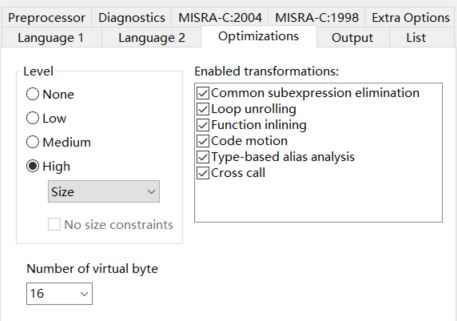 Preprocessor Diagnostics MISRA-C:2004 MISRA-C:1998 Extra Options
Language 1 Language 2 Optimizations Output List
Level
None
Low
Medium
High
Size
No size constraints
Enabled transformations:
Common subexpression elimination
Loop unrolling
Function inlining
Code motion
Type-based alias analysis
Cross call
Number of virtual byte
16